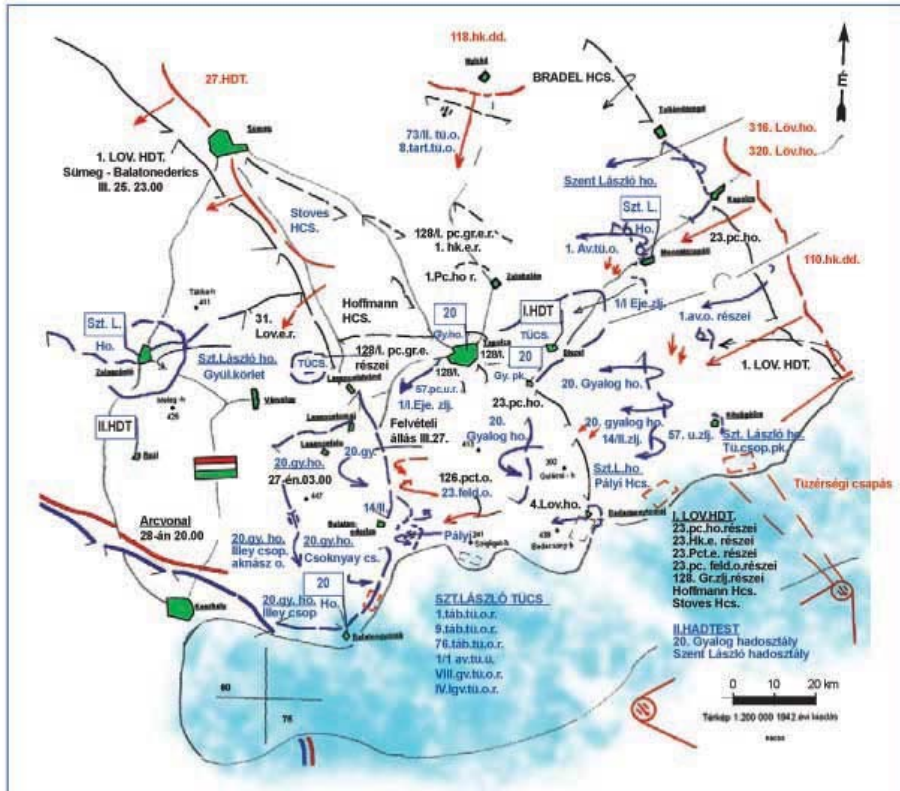 118.hk.dd.
27.HDT.
BRADEL HCS.
É
Sümeg
73/II. tü.o.
8.tart.tü.o.
316. Löv.ho.
320. Löv.ho.
1. LOV. HDT.
Sümeg - Balatonederics
III. 25. 23.00
Szent László ho.
Stoves
HCS.
Szt. L.
Ho.
Kapolcs
128/I. pc.gr.e.r.
1. hk.e.r.
23.pc.ho.
1. Av.tü.o.
110.hk.dd.
1.Pc.ho r.
1/I Eje.zlj.
1.av.o. részei
Hoffmann
HCS.
20
Gy.ho.
I.HDT
TÜCS.
31.
Lov.e.r.
Szt. L.
Ho.
Szt.László ho.
Gyül.körlet
TÜCS.
128/I. pc.gr.e.
részei
Tapolca
128/I.
128/I.
20
Gy. pk.
1. LOV. HDT.
57.pc.u.r.
1/I.Eje. zlj.
23.pc.ho.
20. Gyalog ho.
Felvételi
állás III.27.
20.
Gyalog ho.
20. gyalog ho.
14/II.zlj.
57. u.zlj.
Szt. László ho.
Tü.csop.pk.
II.HDT
20.gy.ho.
27-én.03.00
20.gy.
447
126.pct.o.
23.feld.o.
Szt.L.ho
Pályi Hcs.
Tüzérségi csapás
14/II.
4.Lov.ho.
Arcvonal
28-án 20.00
20.gy. ho.
Illey csop.
aknász o.
20.gy.ho.
Csoknyay cs.
Pályi
I. LOV.HDT.
23.pc.ho.részei
23.Hk.e. részei
23.Pct.e. részei
23.pc. feld.o.részei
128. Gr.zlj.részei
Hoffmann Hcs.
Stoves Hcs.
20.gy. ho.
Illey csop
20
Ho.
Keszthely
SZT.LÁSZLÓ TÜCS
1.táb.tü.o.r.
9.táb.tü.o.r.
76.táb.tü.o.r.
1/1 av.tü.ü.
VIII.gv.tü.o.r.
IV.lgv.tü.o.r.
II.HADTEST
20. Gyalog hadosztály
Szent László hadosztály
0 10 20 km
Térkép 1:200 000 1942 évi kiadás